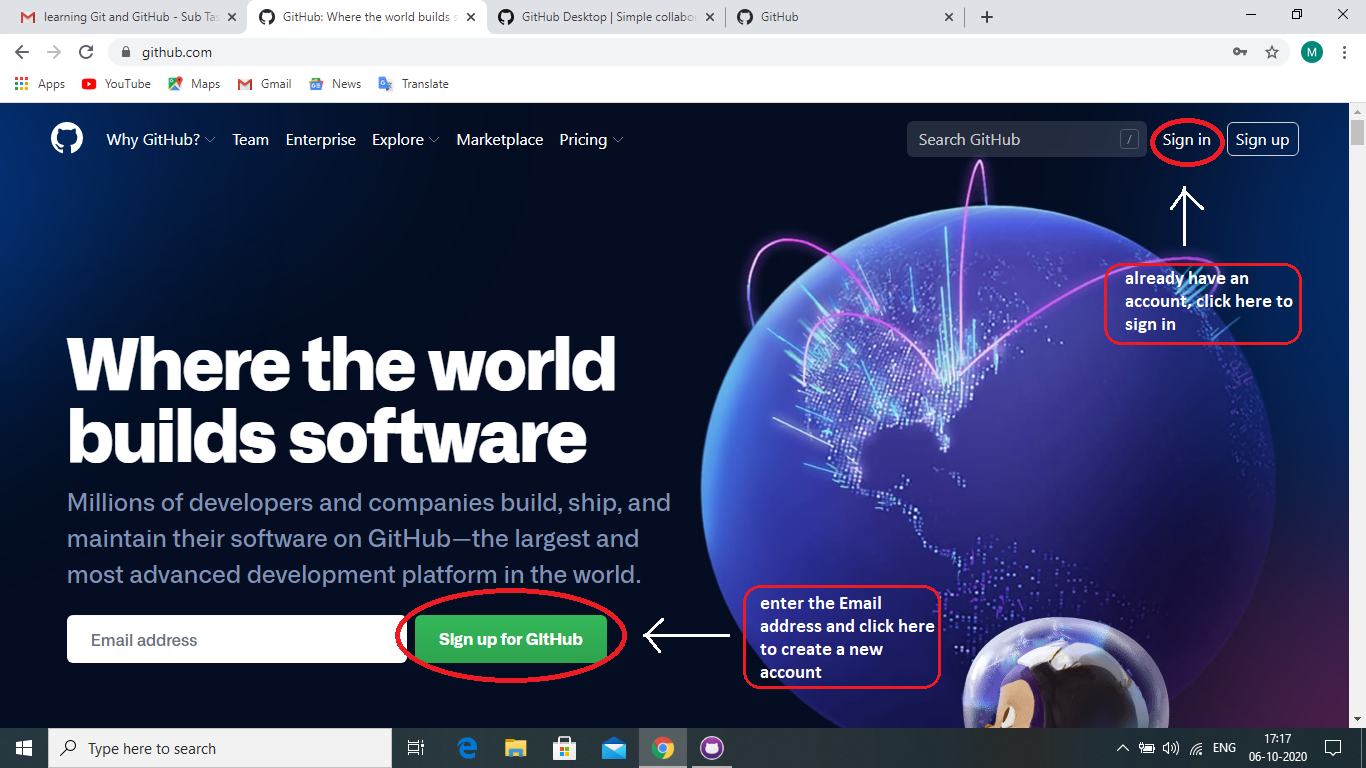 learning Git and GitHub - Sub Tas
GitHub: Where the world builds s
GitHub Desktop | Simple collabor
GitHub
github.com
M
Apps
YouTube
Maps
Gmail
News
Translate
Why GitHub?
Team
Enterprise
Explore
Marketplace
Pricing
Search GitHub
/
Sign in
Sign up
already have an
account, click here to
sign in
Where the world
builds software
Millions of developers and companies build, ship, and
maintain their software on GitHub—the largest and
most advanced development platform in the world.
Email address
Sign up for GitHub
enter the Email
address and click here
to create a new
account
Type here to search
ENG
17:17
06-10-2020